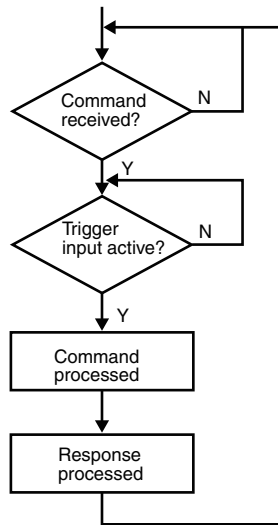 Command
received?
N
Y
Trigger
input active?
N
Y
Command
processed
Response
processed